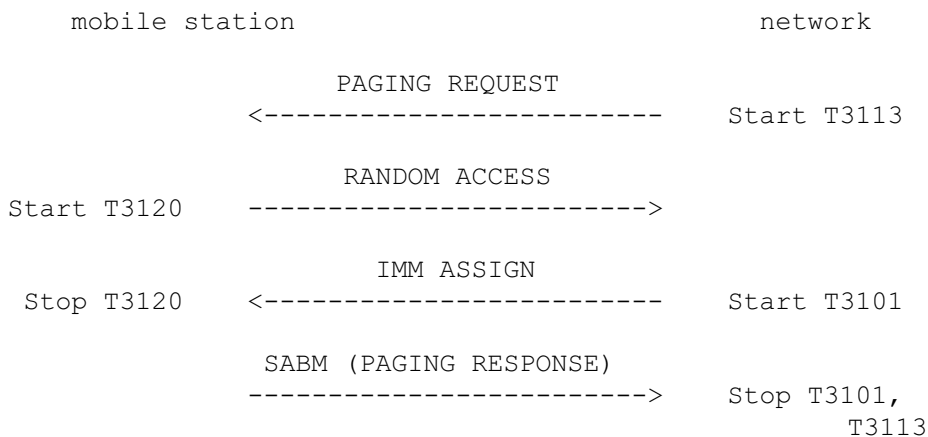 mobile station network
PAGING REQUEST
<------------------------- Start T3113
RANDOM ACCESS
Start T3120 ------------------------->
IMM ASSIGN
Stop T3120 <------------------------- Start T3101
SABM (PAGING RESPONSE)
-------------------------> Stop T3101,
T3113